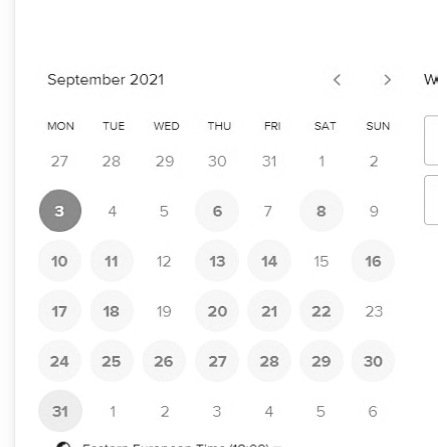 September 2021 < >
MON TUE WED THU FRI SAT SUN
27 28 29 30 31 1 2
3 4 5 6 7 8 9
10 11 12 13 14 15 16
17 18 19 20 21 22 23
24 25 26 27 28 29 30
31 1 2 3 4 5 6